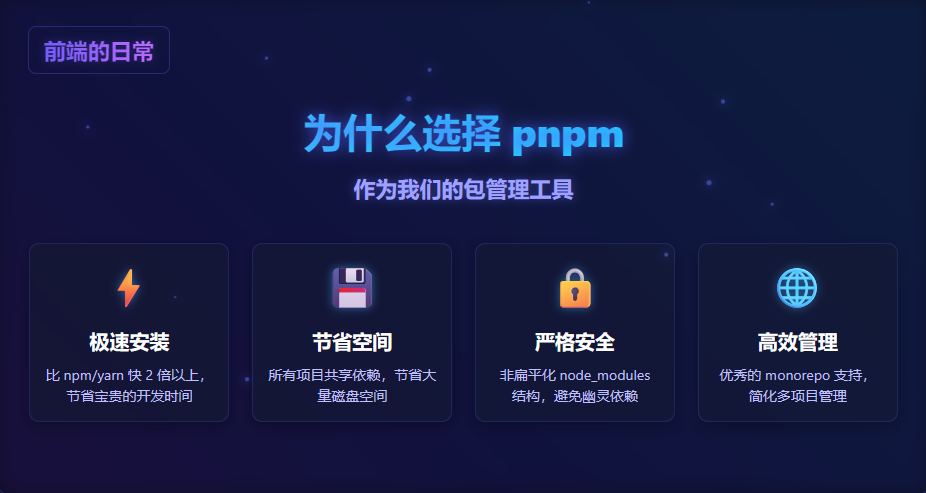 前端的日常
为什么选择 pnpm
作为我们的包管理工具
极速安装
比 npm/yarn 快 2 倍以上，
节省宝贵的开发时间
节省空间
所有项目共享依赖，节省大
量磁盘空间
严格安全
非扁平化 node_modules
结构，避免幽灵依赖
高效管理
优秀的 monorepo 支持，
简化多项目管理